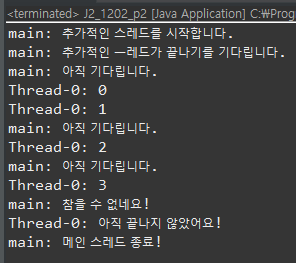 <terminated> J2_1202_p2 [Java Application] C:₩Prog
main: 추가적인 스레드를 시작합니다.
main: 추가적인 ㅡ레드가 끝나기를 기다립니다.
main: 아직 기다립니다.
Thread-0: 0
Thread-0: 1
main: 아직 기다립니다.
Thread-0: 2
main: 아직 기다립니다.
Thread-0: 3
main: 참을 수 없네요!
Thread-0: 아직 끝나지 않았어요!
main: 메인 스레드 종료!